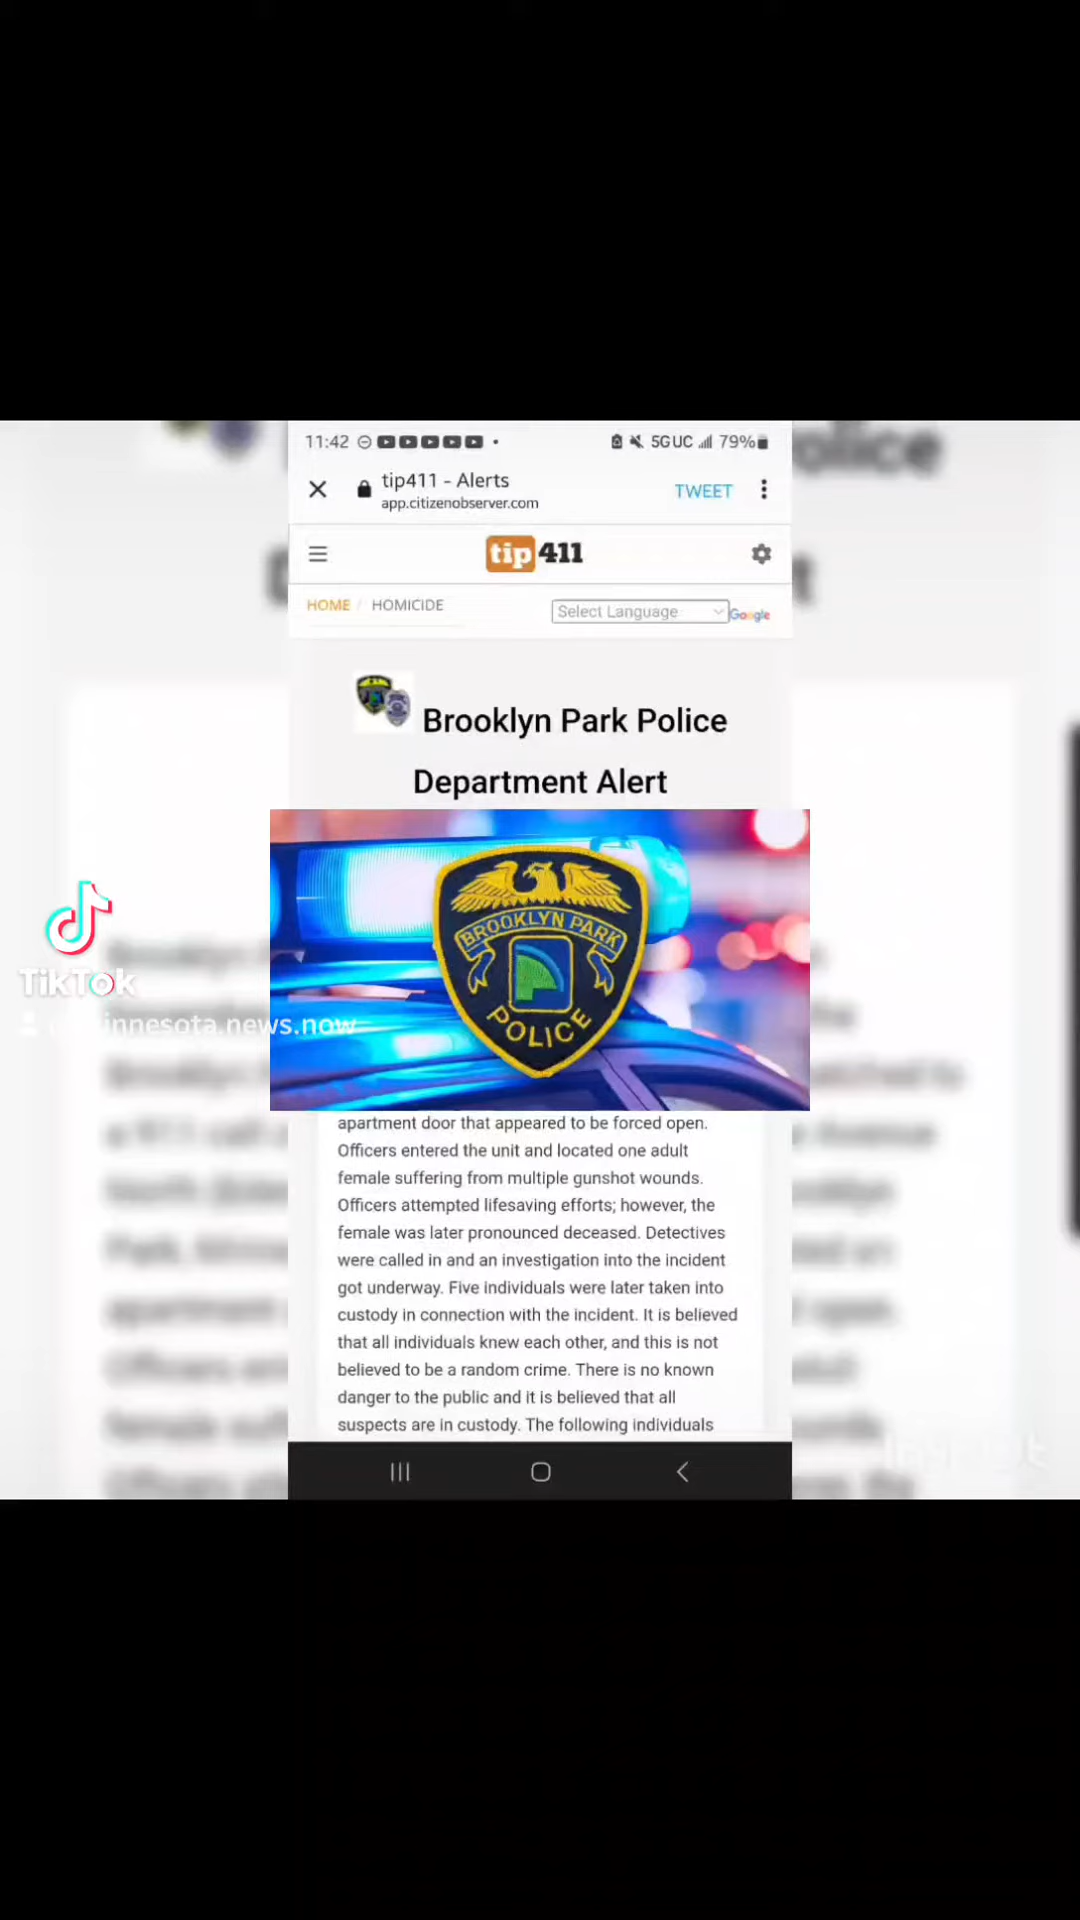 11:42
5GUC
79%
tip411 - Alerts
app.citizenobserver.com
TWEET
tip411
HOME / HOMICIDE
Select Language
Google
Brooklyn Park Police
Department Alert
BROOKLYN PARK
POLICE
TikTok
innesota.news.now
apartment door that appeared to be forced open.
Officers entered the unit and located one adult
female suffering from multiple gunshot wounds.
Officers attempted lifesaving efforts; however, the
female was later pronounced deceased. Detectives
were called in and an investigation into the incident
got underway. Five individuals were later taken into
custody in connection with the incident. It is believed
that all individuals knew each other, and this is not
believed to be a random crime. There is no known
danger to the public and it is believed that all
suspects are in custody. The following individuals